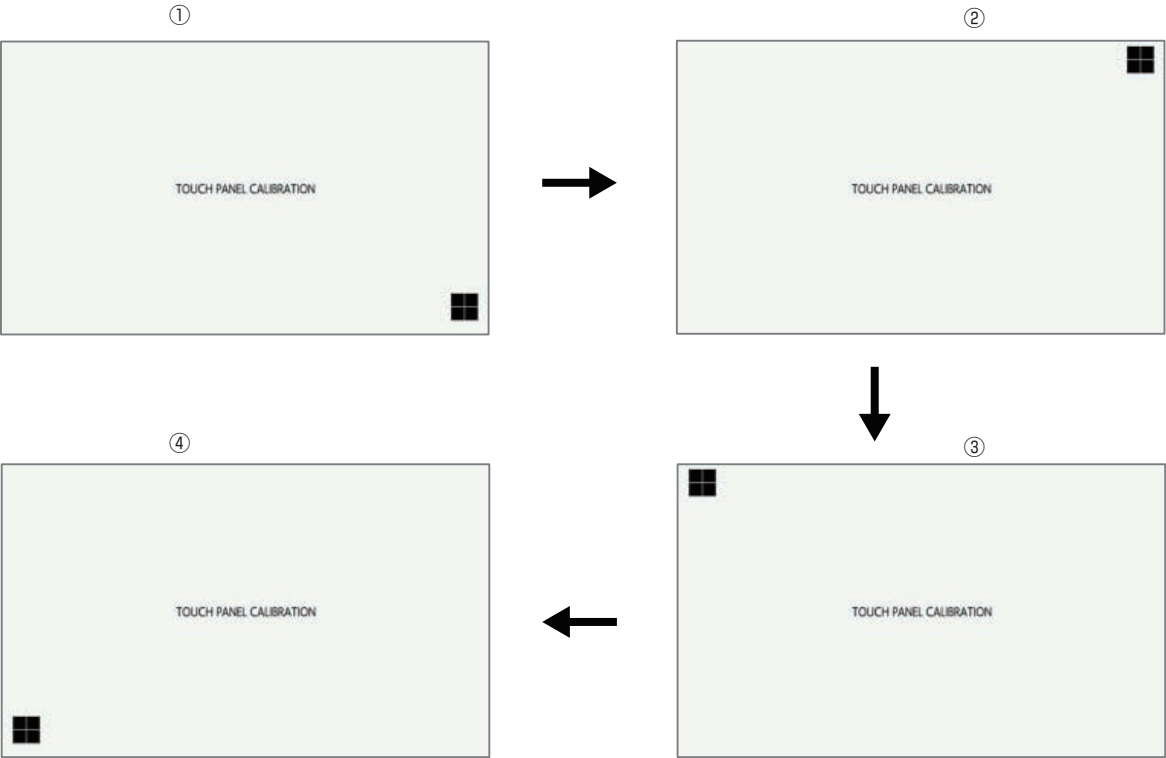 ①
②
TOUCH PANEL CALIBRATION
TOUCH PANEL CALIBRATION
④
③
TOUCH PANEL CALIBRATION
TOUCH PANEL CALIBRATION